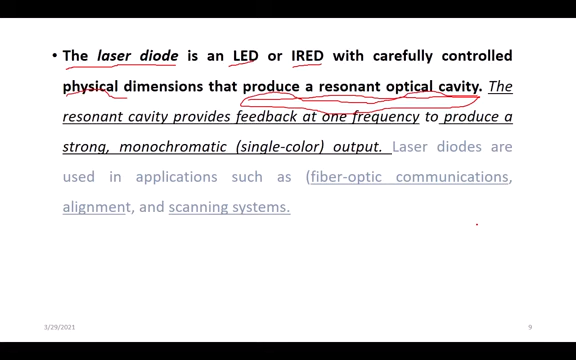 • The laser diode is an LED or IRED with carefully controlled
physical dimensions that produce a resonant optical cavity. The
resonant cavity provides feedback at one frequency to produce a
strong, monochromatic (single-color) output. Laser diodes are
used in applications such as (fiber-optic communications,
alignment, and scanning systems.
3/29/2021
9